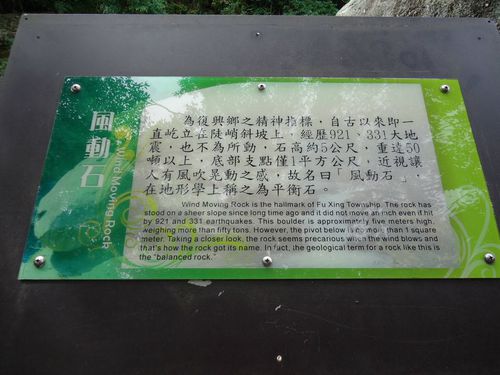 風動石
Wind Moving Rock
為復興鄉之精神指標，自古以來即一
直屹立在陡峭斜坡上，經歷921、331大地
震，也不為所動，石高約5公尺，重達50
噸以上，底部支點僅1平方公尺，近視讓
人有風吹晃動之感，故名曰「風動石」，
在地形學上稱之為平衡石。
Wind Moving Rock is the hallmark of Fu Xing Township. The rock has
stood on a sheer slope since long time ago and it did not move an inch even if hit
by 921 and 331 earthquakes. This boulder is approximately five meters high,
weighing more than fifty tons. However, the pivot below is no more than 1 square
meter. Taking a closer look, the rock seems precarious when the wind blows and
that's how the rock got its name. In fact, the geological term for a rock like this is
the "balanced rock."